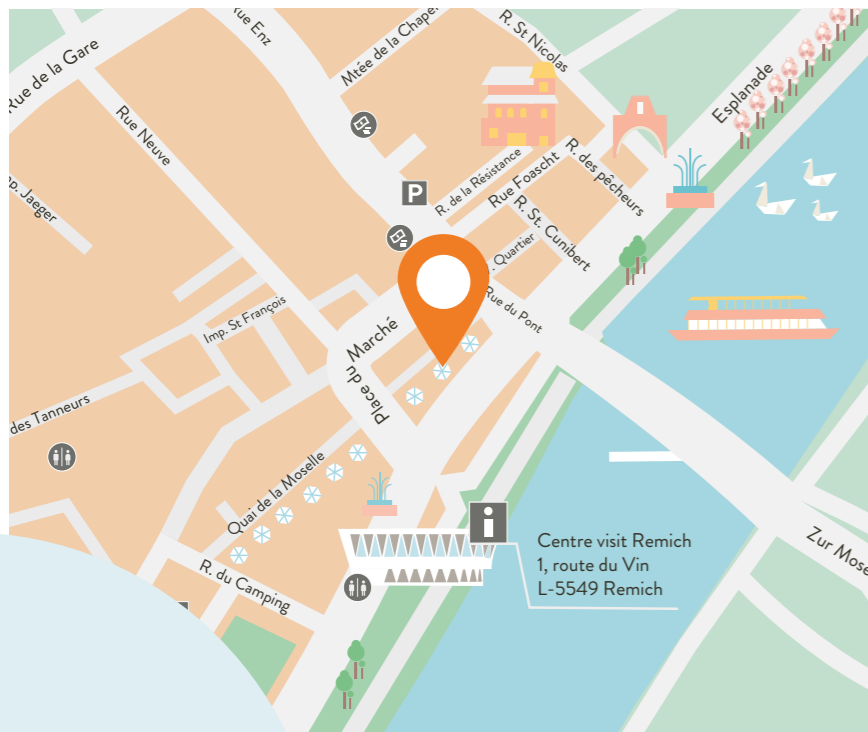 Rue de la Gare
Rue Enz
Mtée de la Chapel
R. St Nicolas
Esplanade
Rue Neuve
R. de la Résistance
Rue Foascht
R. des pêcheurs
R. St. Cunibert
Quartier
Rue du Pont
p. Jaeger
P
Imp. St François
Place du Marché
des Tanneurs
Quai de la Moselle
R. du Camping
i
Centre visit Remich
1, route du Vin
L-5549 Remich
Zur Mose